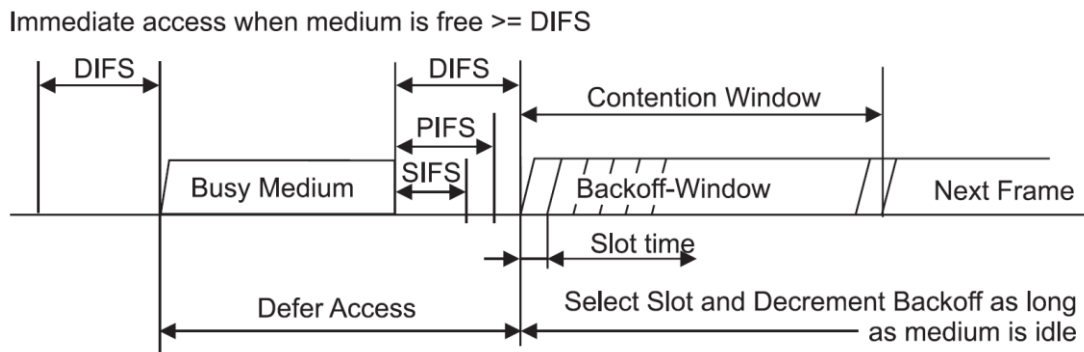 Immediate access when medium is free >= DIFS
DIFS
DIFS
Contention Window
PIFS
SIFS
Busy Medium
Backoff-Window
Next Frame
Slot time
Defer Access
Select Slot and Decrement Backoff as long
as medium is idle